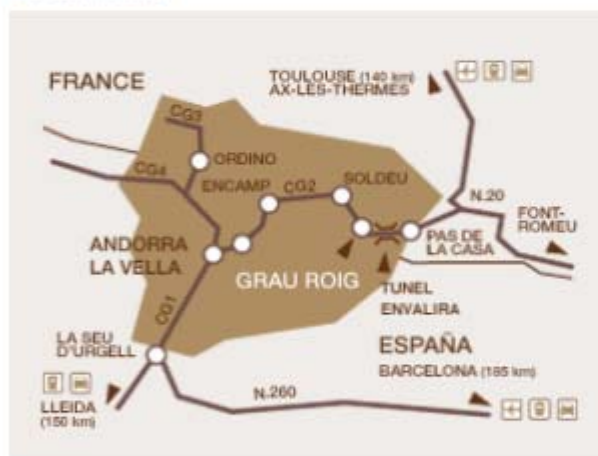 FRANCE
TOULOUSE (140 km)
AX-LES-THERMES
CG3
ORDINO
CG4
ENCAMP
CG2
SOLDEU
N.20
FONT-
ROMEU
ANDORRA
LA VELLA
PAS DE
LA CASA
GRAU ROIG
TUNEL
ENVALIRA
CG1
LA SEU
D'URGELL
ESPAÑA
BARCELONA (185 km)
N.260
LLEIDA
(150 km)